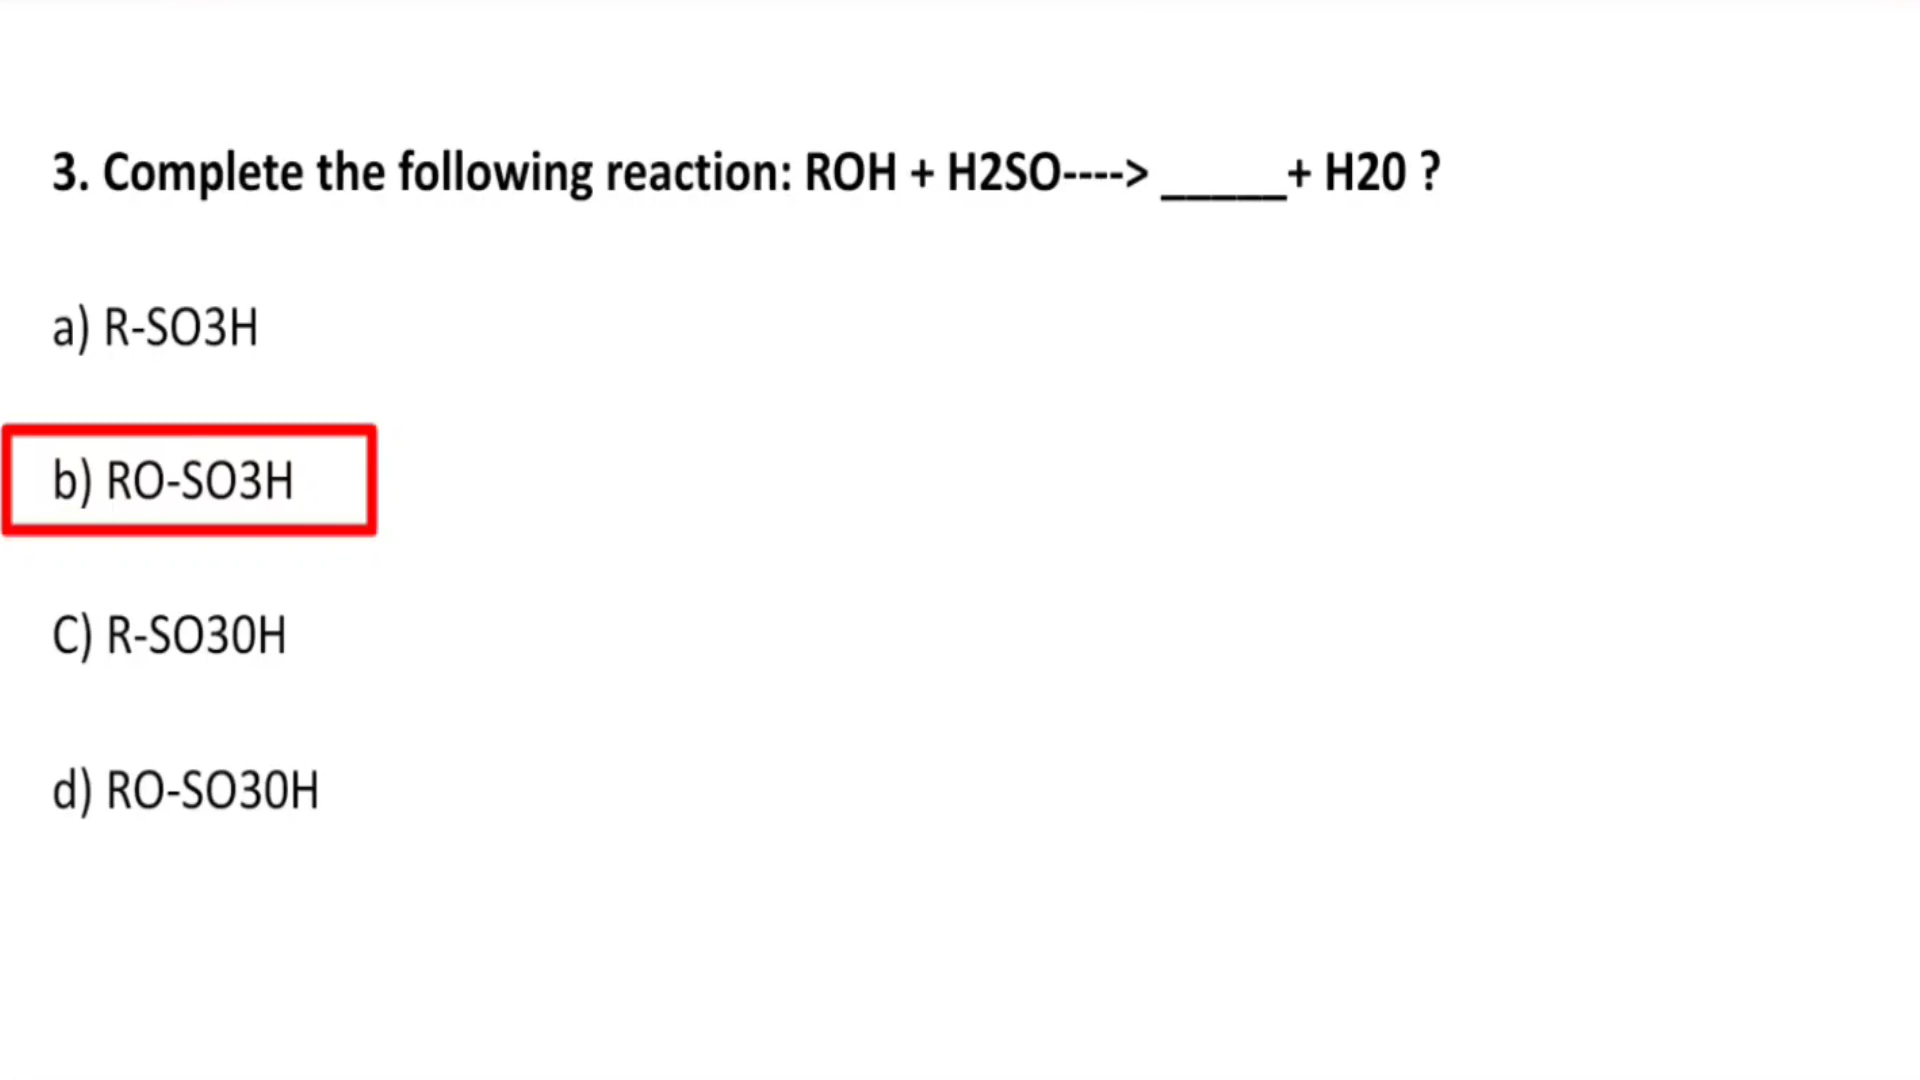 3. Complete the following reaction: ROH + H2SO----> _____+ H20 ?
a) R-SO3H
b) RO-SO3H
C) R-SO30H
d) RO-SO30H